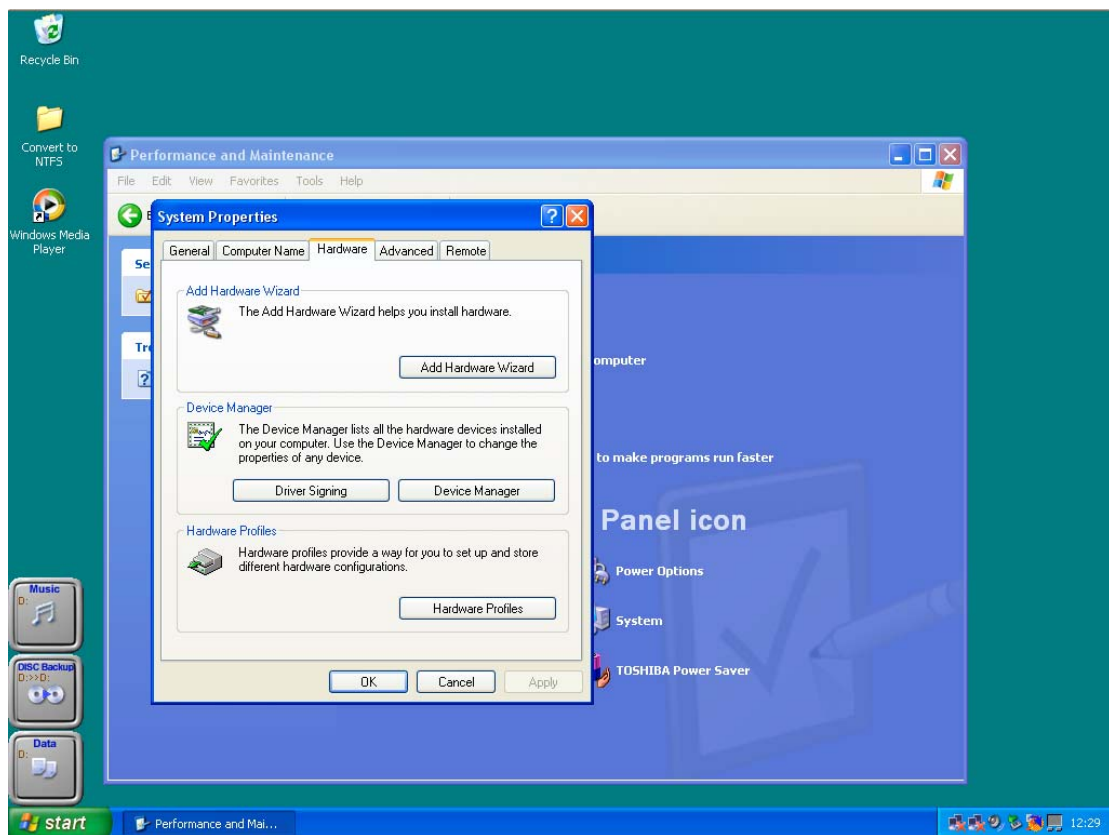 Recycle Bin
Convert to
NTFS
Windows Media
Player
Music
D:
DISC Backup
D:>>D:
Data
D:
Performance and Maintenance
File Edit View Favorites Tools Help
System Properties
General Computer Name Hardware Advanced Remote
Add Hardware Wizard
The Add Hardware Wizard helps you install hardware.
Add Hardware Wizard
Device Manager
The Device Manager lists all the hardware devices installed
on your computer. Use the Device Manager to change the
properties of any device.
Driver Signing Device Manager
Hardware Profiles
Hardware profiles provide a way for you to set up and store
different hardware configurations.
Hardware Profiles
OK Cancel Apply
Se
Tr
omputer
to make programs run faster
Panel icon
Power Options
System
TOSHIBA Power Saver
start
Performance and Mai...
12:29